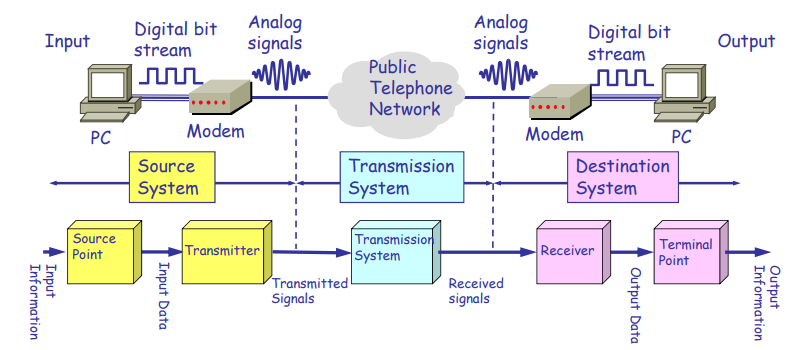 Input
Digital bit
stream
Analog
signals
Public
Telephone
Network
Analog
signals
Digital bit
stream
Output
PC
Modem
Modem
PC
Source
System
Transmission
System
Destination
System
Source
Point
Transmitter
Transmission
System
Receiver
Terminal
Point
Input
Information
Input Data
Transmitted
Signals
Received
signals
Output Data
Output
Information